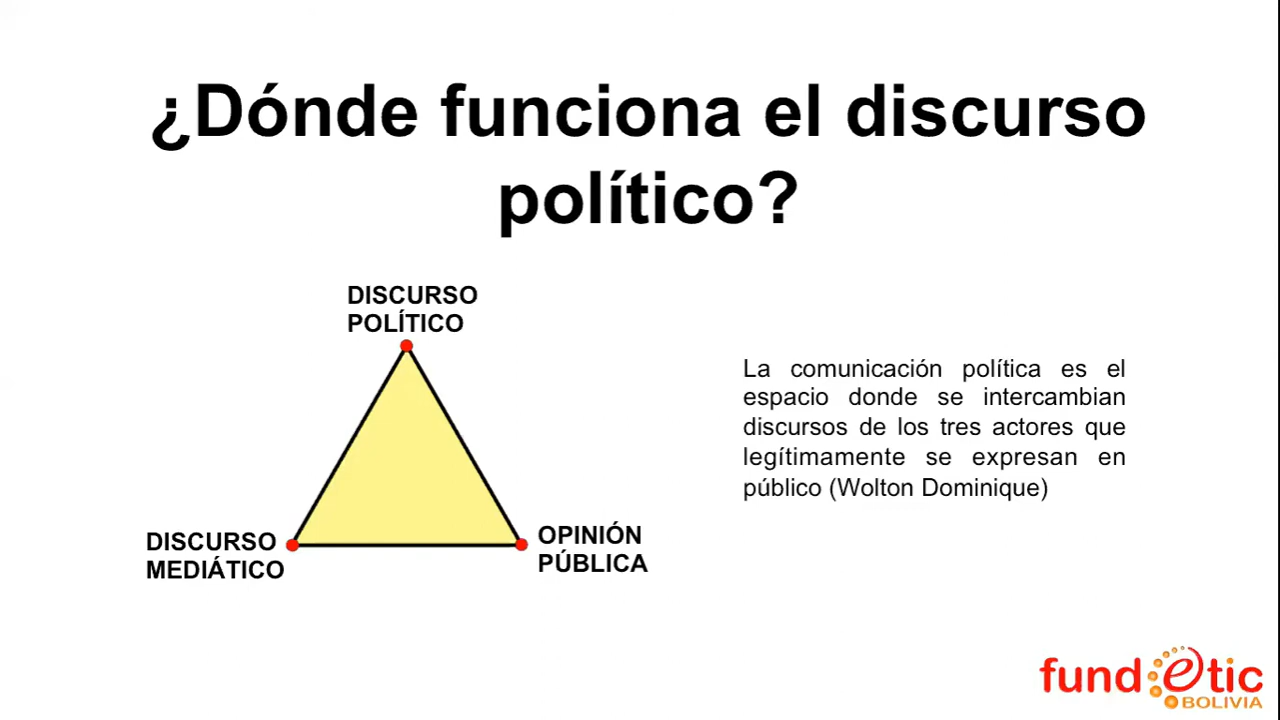 ¿Dónde funciona el discurso
político?
DISCURSO
POLÍTICO
La comunicación política es el
espacio donde se intercambian
discursos de los tres actores que
legítimamente se expresan en
público (Wolton Dominique)
DISCURSO
MEDIÁTICO
OPINIÓN
PÚBLICA
fundetic
BOLIVIA